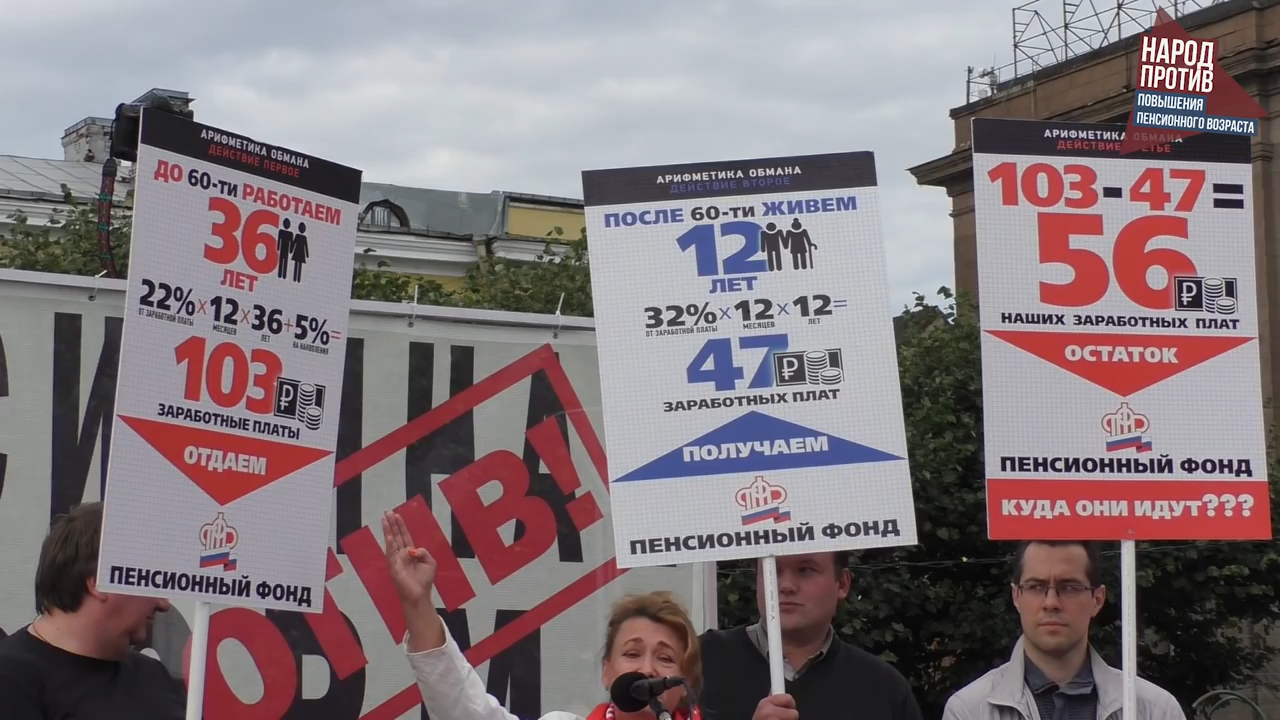 НАРОД
ПРОТИВ
ПОВЫШЕНИЯ
ПЕНСИОННОГО ВОЗРАСТА
АРИФМЕТИКА ОБМАНА
ДЕЙСТВИЕ ПЕРВОЕ
ДО 60-ти РАБОТАЕМ
36
ЛЕТ
22% x 12 x 36 + 5% =
ОТ ЗАРАБОТНОЙ ПЛАТЫ МЕСЯЦЕВ ЛЕТ НА НАКОПЛЕНИЯ
103
₽
ЗАРАБОТНЫЕ ПЛАТЫ
ОТДАЕМ
ПЕНСИОННЫЙ ФОНД
АРИФМЕТИКА ОБМАНА
ДЕЙСТВИЕ ВТОРОЕ
ПОСЛЕ 60-ти ЖИВЕМ
12
ЛЕТ
32% x 12 x 12 =
ОТ ЗАРАБОТНОЙ ПЛАТЫ МЕСЯЦЕВ ЛЕТ
47
₽
ЗАРАБОТНЫХ ПЛАТ
ПОЛУЧАЕМ
ПЕНСИОННЫЙ ФОНД
АРИФМЕТИКА ОБМАНА
ДЕЙСТВИЕ
103-47=
56
₽
НАШИХ ЗАРАБОТНЫХ ПЛАТ
ОСТАТОК
ПЕНСИОННЫЙ ФОНД
КУДА ОНИ ИДУТ???